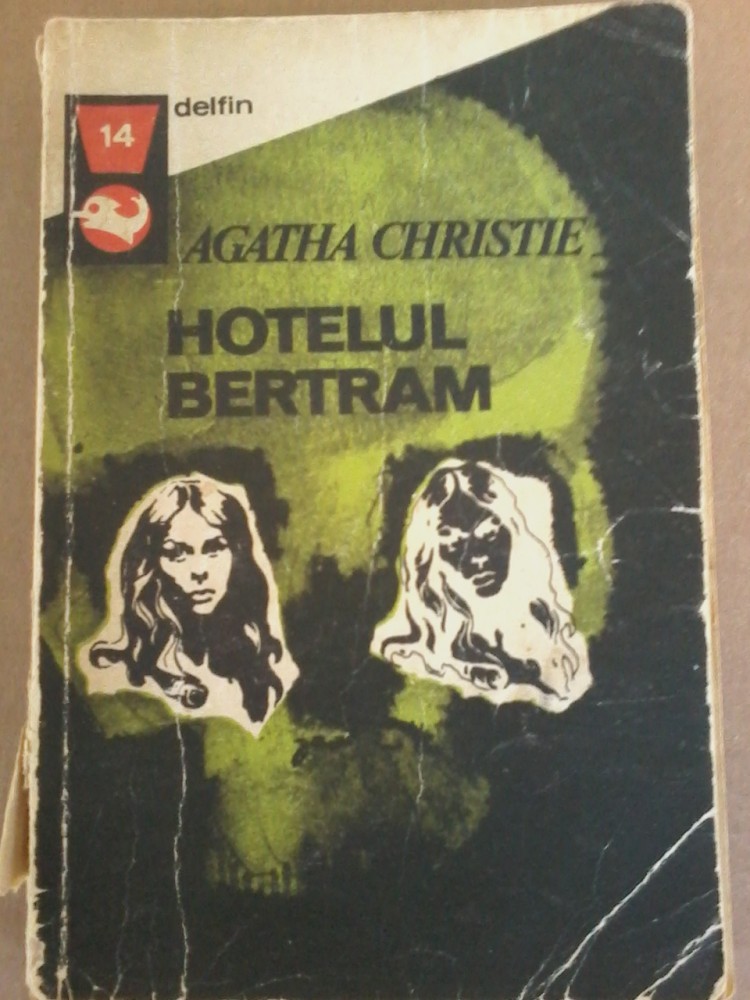 delfin
14
AGATHA CHRISTIE
HOTELUL
BERTRAM